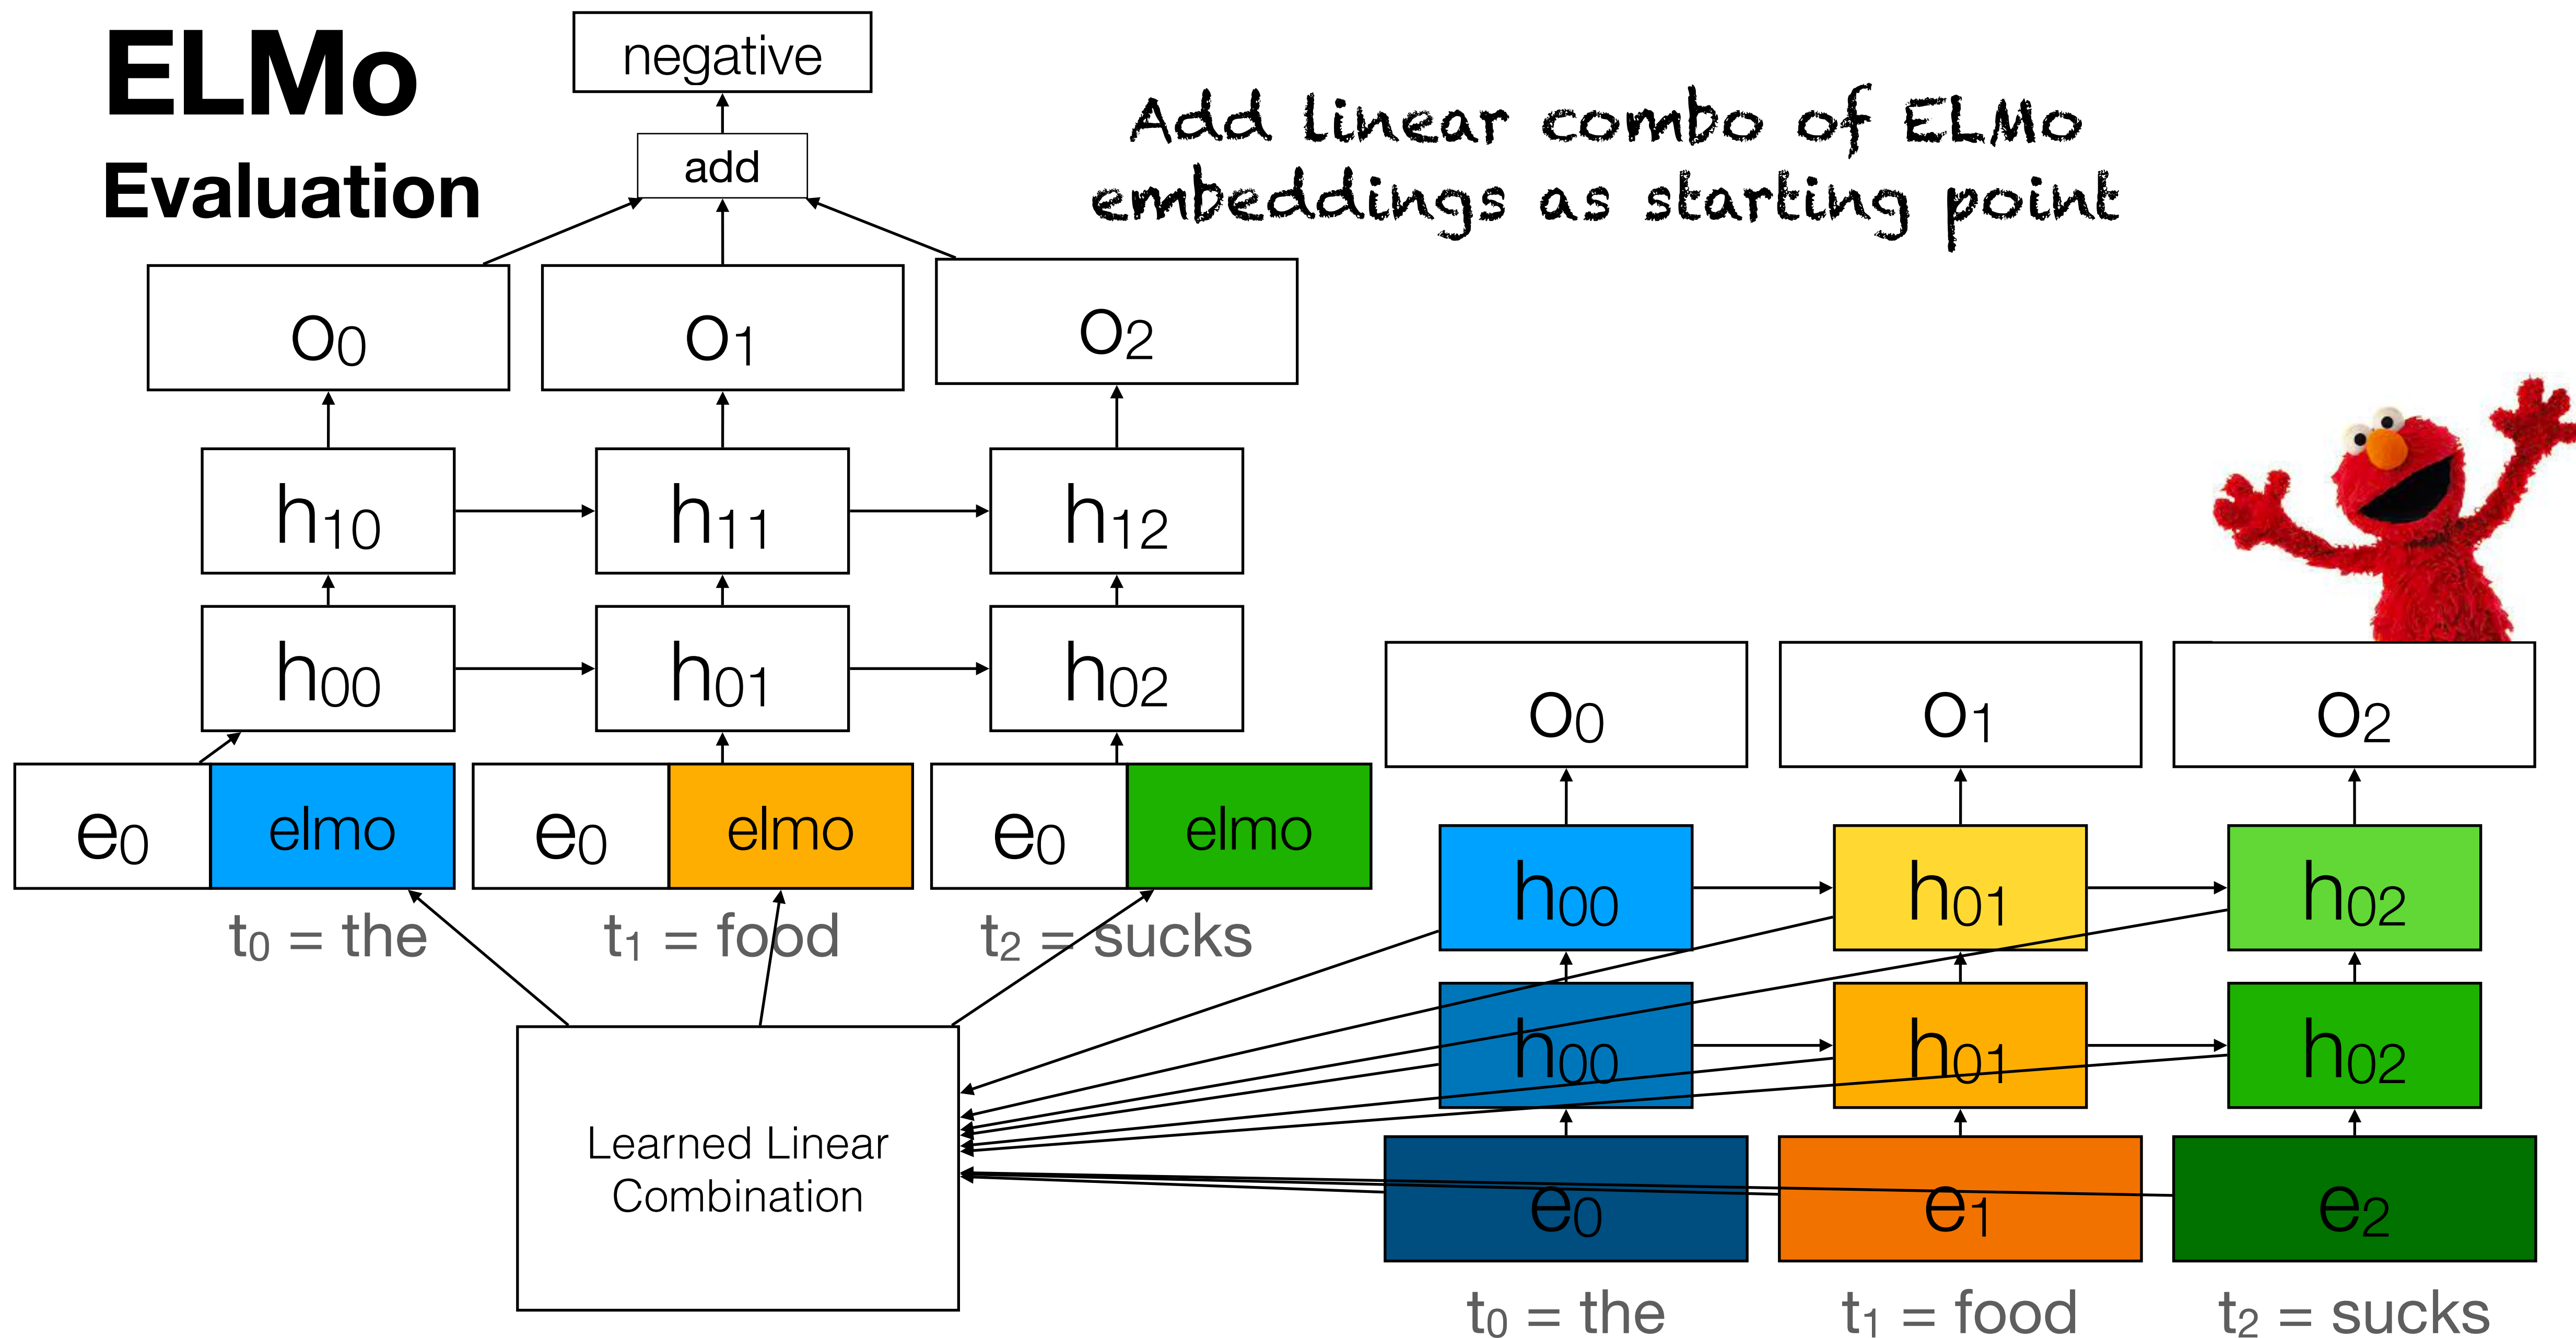 ELMo
Evaluation
negative
add
Add linear combo of ELMo
embeddings as starting point
o₀ o₁ o₂
h₁₀ h₁₁ h₁₂
h₀₀ h₀₁ h₀₂
e₀ elmo e₀ elmo e₀ elmo
t₀ = the t₁ = food t₂ = sucks
Learned Linear
Combination
o₀ o₁ o₂
h₀₀ h₀₁ h₀₂
h₀₀ h₀₁ h₀₂
e₀ e₁ e₂
t₀ = the t₁ = food t₂ = sucks